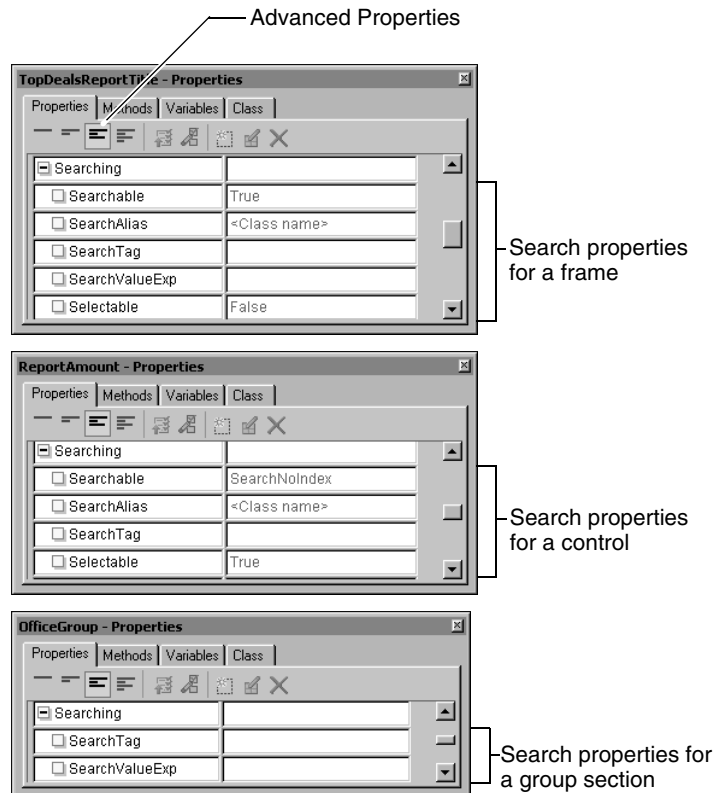 Advanced Properties
TopDealsReportTitle - Properties
Properties Methods Variables Class
Searching
Searchable True
SearchAlias <Class name>
SearchTag
SearchValueExp
Selectable False
Search properties
for a frame
ReportAmount - Properties
Properties Methods Variables Class
Searching
Searchable SearchNoIndex
SearchAlias <Class name>
SearchTag
Selectable True
Search properties
for a control
OfficeGroup - Properties
Properties Methods Variables Class
Searching
SearchTag
SearchValueExp
Search properties for
a group section